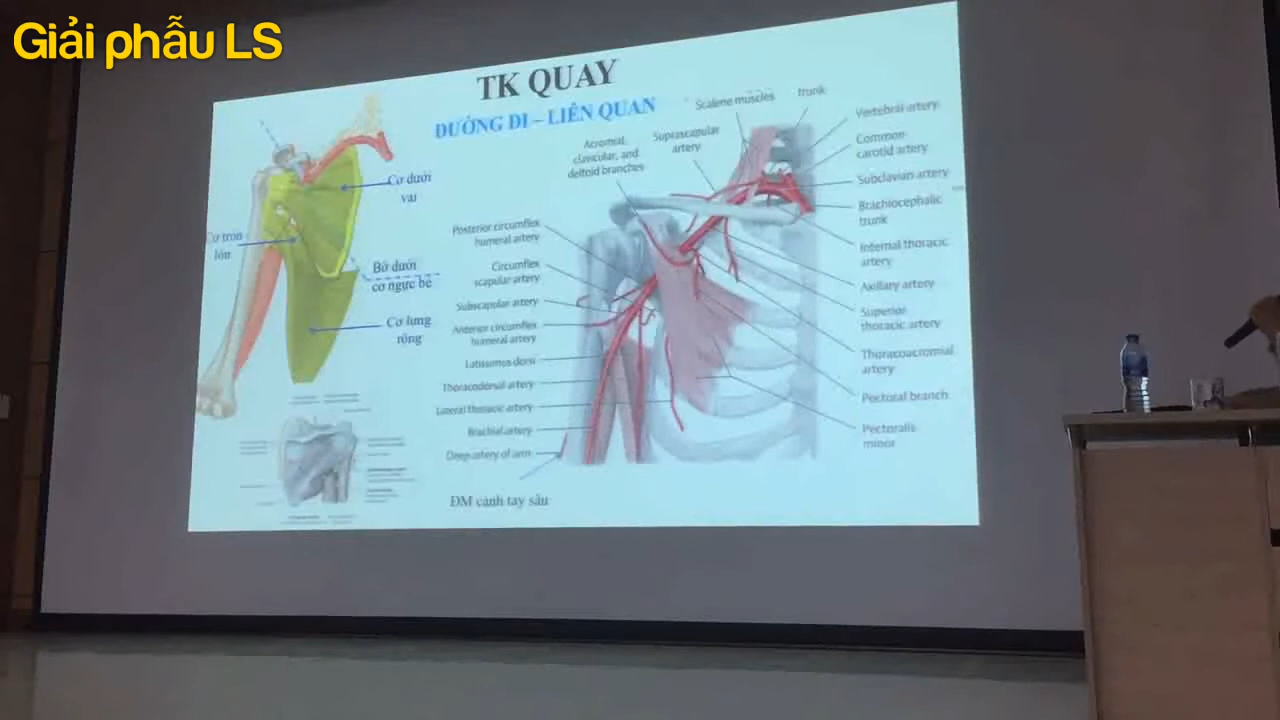 Giải phẫu LS
TK QUAY
ĐƯỜNG ĐI – LIÊN QUAN
Cơ dưới
vai
Cơ tròn
lớn
Bờ dưới
cơ ngực bé
Cơ lưng
rộng
Scalene muscles
trunk
Suprascapular
artery
Acromial,
clavicular, and
deltoid branches
Posterior circumflex
humeral artery
Circumflex
scapular artery
Subscapular artery
Anterior circumflex
humeral artery
Latissimus dorsi
Thoracodorsal artery
Lateral thoracic artery
Brachial artery
Deep artery of arm
ĐM cánh tay sâu
Vertebral artery
Common
carotid artery
Subclavian artery
Brachiocephalic
trunk
Internal thoracic
artery
Axillary artery
Superior
thoracic artery
Thoracoacromial
artery
Pectoral branch
Pectoralis
minor